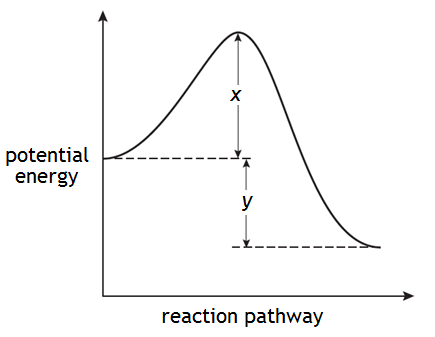 x
potential
energy
y
reaction pathway